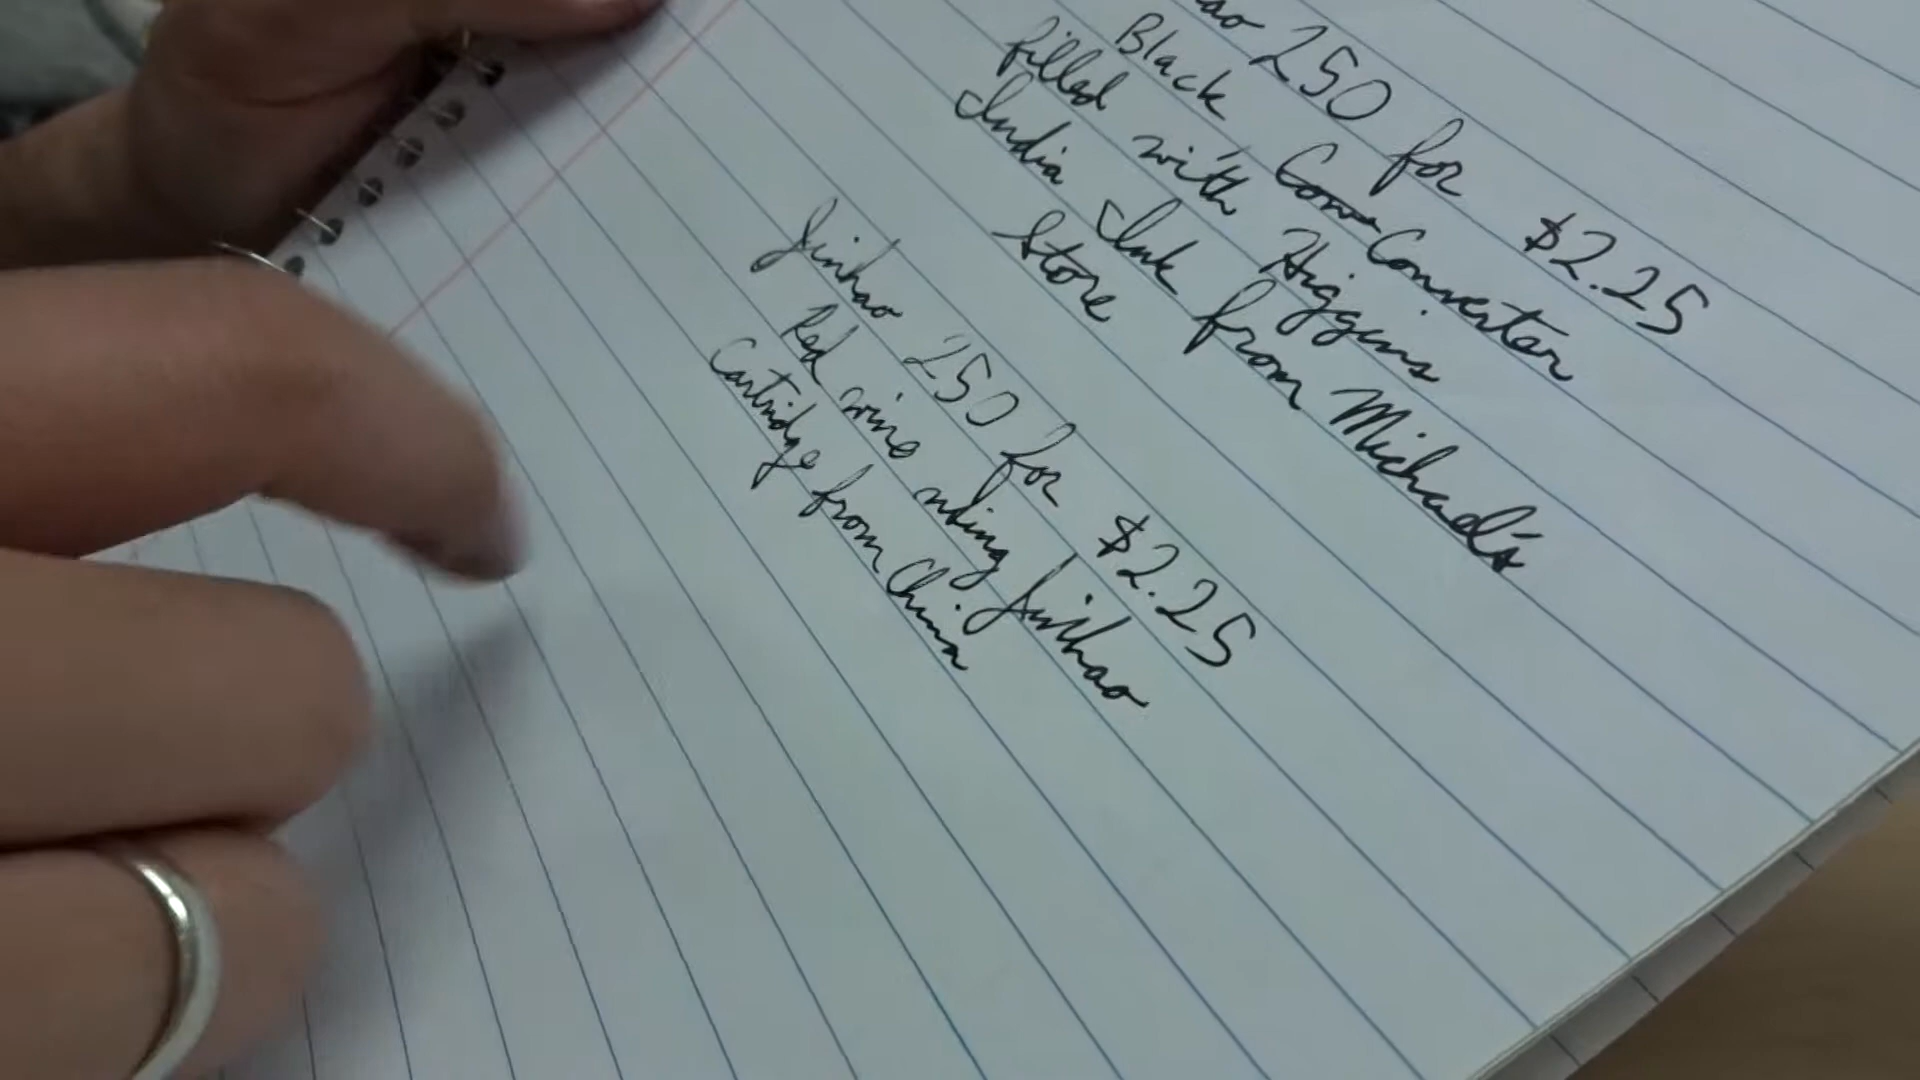 ao 250 for $2.25
Black Conve Converter
filled with Higgins
India Ink from Michael's
Store
Jinhao 250 for $2.25
Red wine using Jinhao
Cartridge from China